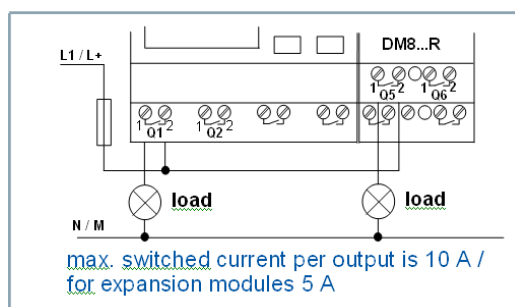 DM8...R
L1 / L+
1 2 1 2
Q5 Q6
1 Q1 2 1 Q2 2
load load
N / M
max. switched current per output is 10 A /
for expansion modules 5 A